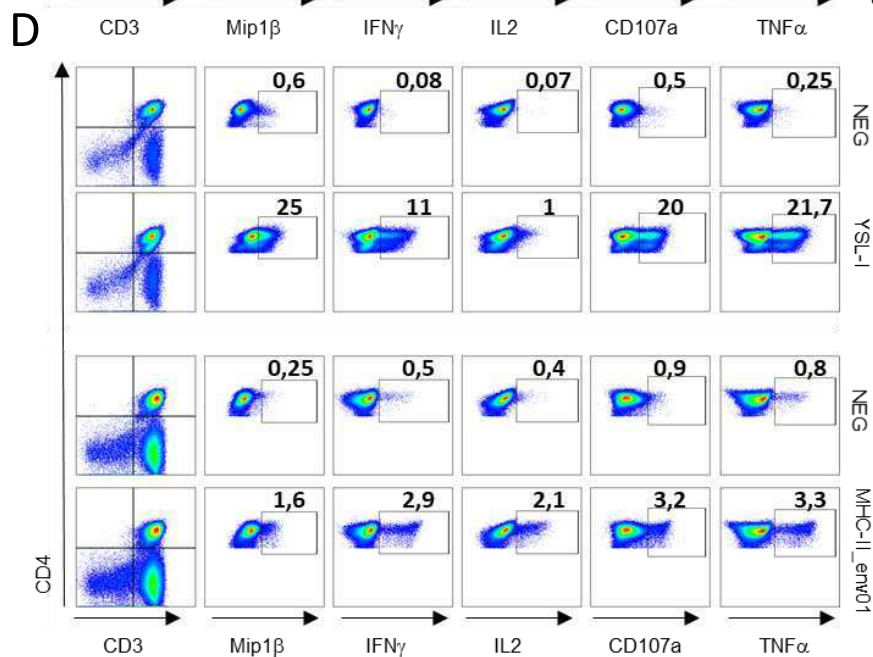 D
CD3 Mip1β IFNγ IL2 CD107a TNFα
0,6 0,08 0,07 0,5 0,25
NEG
25 11 1 20 21,7
YSL-I
0,25 0,5 0,4 0,9 0,8
NEG
1,6 2,9 2,1 3,2 3,3
MHC-II_env01
CD4
CD3 Mip1β IFNγ IL2 CD107a TNFα